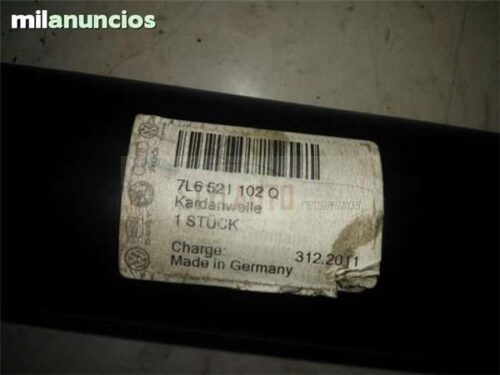 milanuncios
7L6 521 102 Q
Kardanwelle
1 STÜCK
Charge: 312.2011
Made in Germany